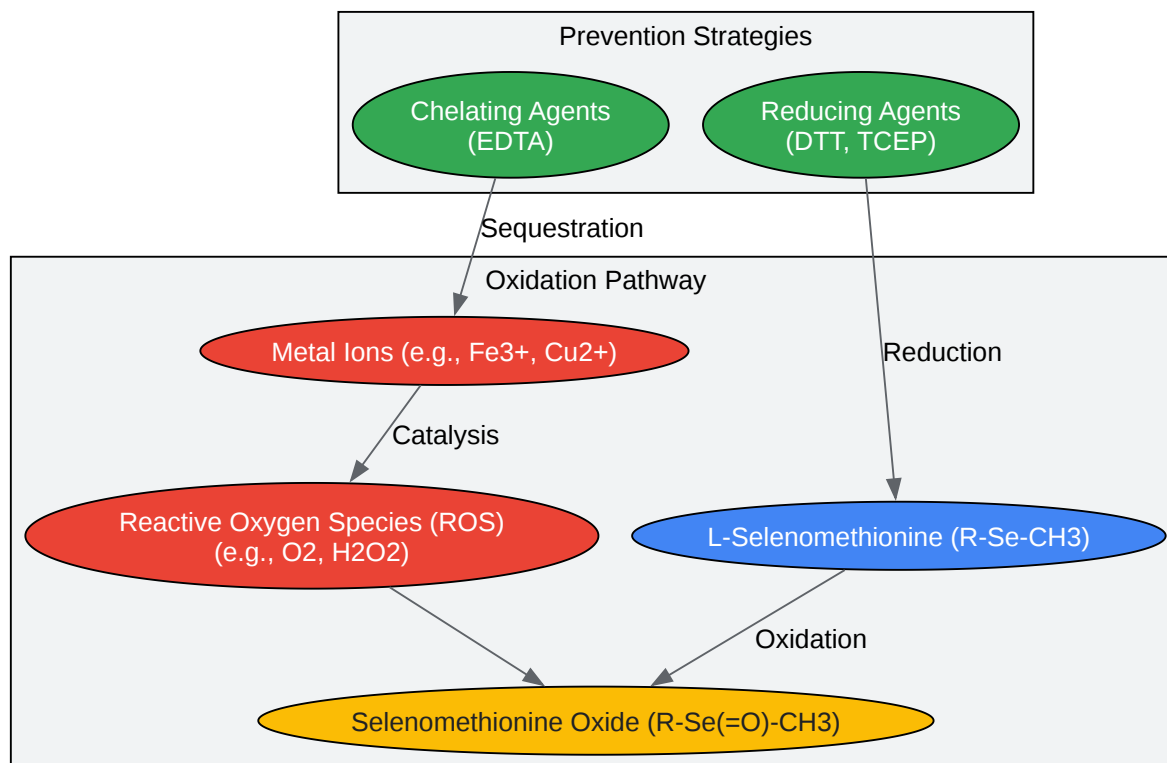 Prevention Strategies
Chelating Agents
(EDTA)
Reducing Agents
(DTT, TCEP)
Sequestration
Oxidation Pathway
Metal Ions (e.g., Fe3+, Cu2+)
Reduction
Catalysis
Reactive Oxygen Species (ROS)
(e.g., O2, H2O2)
L-Selenomethionine (R-Se-CH3)
Oxidation
Selenomethionine Oxide (R-Se(=O)-CH3)